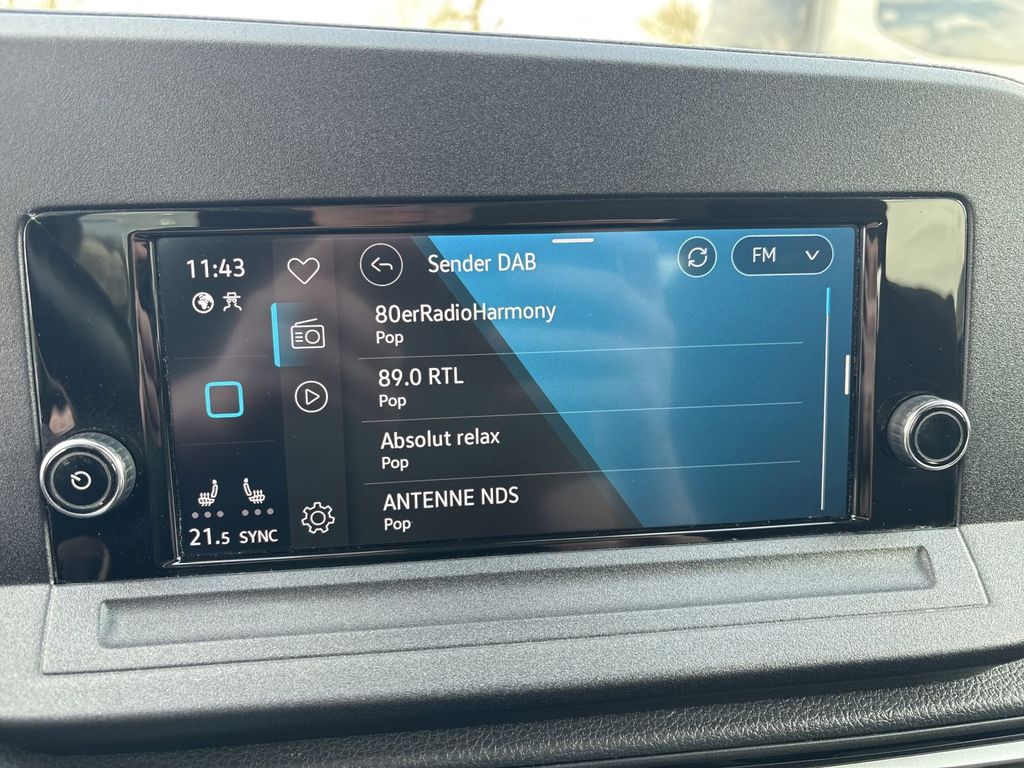 11:43
Sender DAB
FM
80erRadioHarmony
Pop
89.0 RTL
Pop
Absolut relax
Pop
ANTENNE NDS
Pop
21.5 SYNC